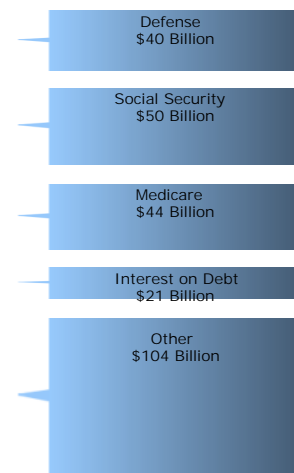 Defense
$40 Billion
Social Security
$50 Billion
Medicare
$44 Billion
Interest on Debt
$21 Billion
Other
$104 Billion